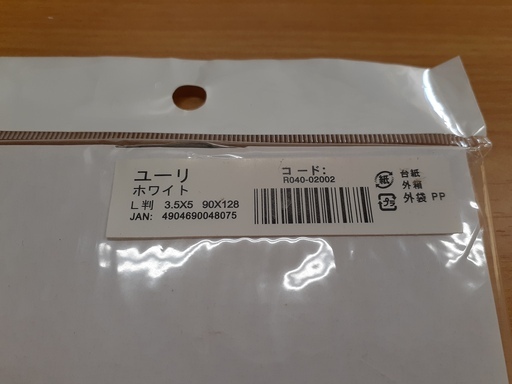 ユーリ
ホワイト
L判 3.5X5 90X128
JAN: 4904690048075
コード:
R040-02002
紙
台紙
外箱
プラ
外袋 PP